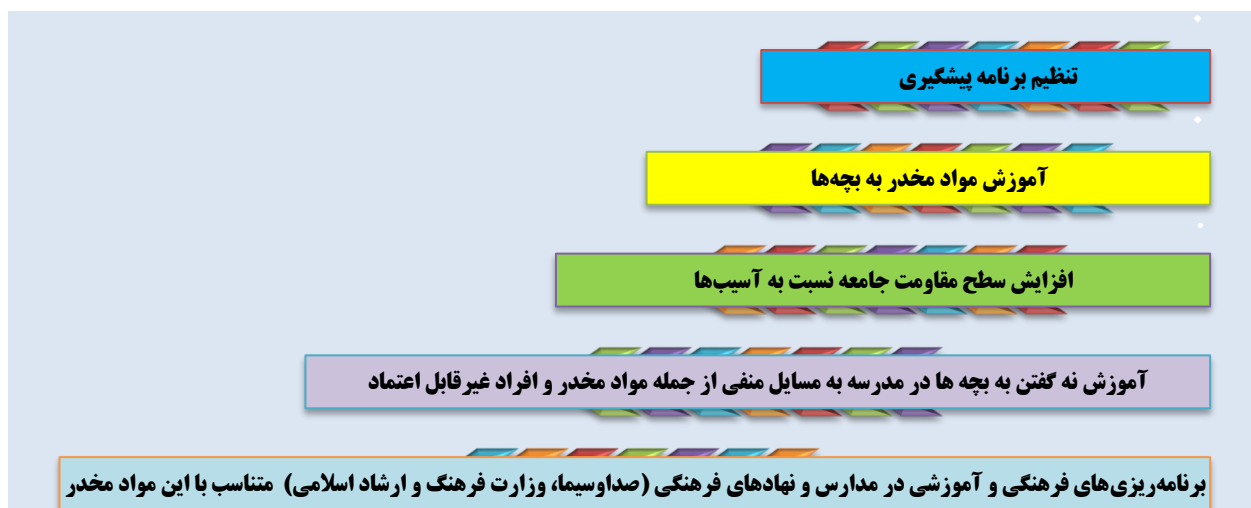 تنظیم برنامه پیشگیری
آموزش مواد مخدر به بچه‌ها
افزایش سطح مقاومت جامعه نسبت به آسیب‌ها
آموزش نه گفتن به بچه ها در مدرسه به مسایل منفی از جمله مواد مخدر و افراد غیرقابل اعتماد
برنامه‌ریزی‌های فرهنگی و آموزشی در مدارس و نهادهای فرهنگی (صداوسیما، وزارت فرهنگ و ارشاد اسلامی) متناسب با این مواد مخدر